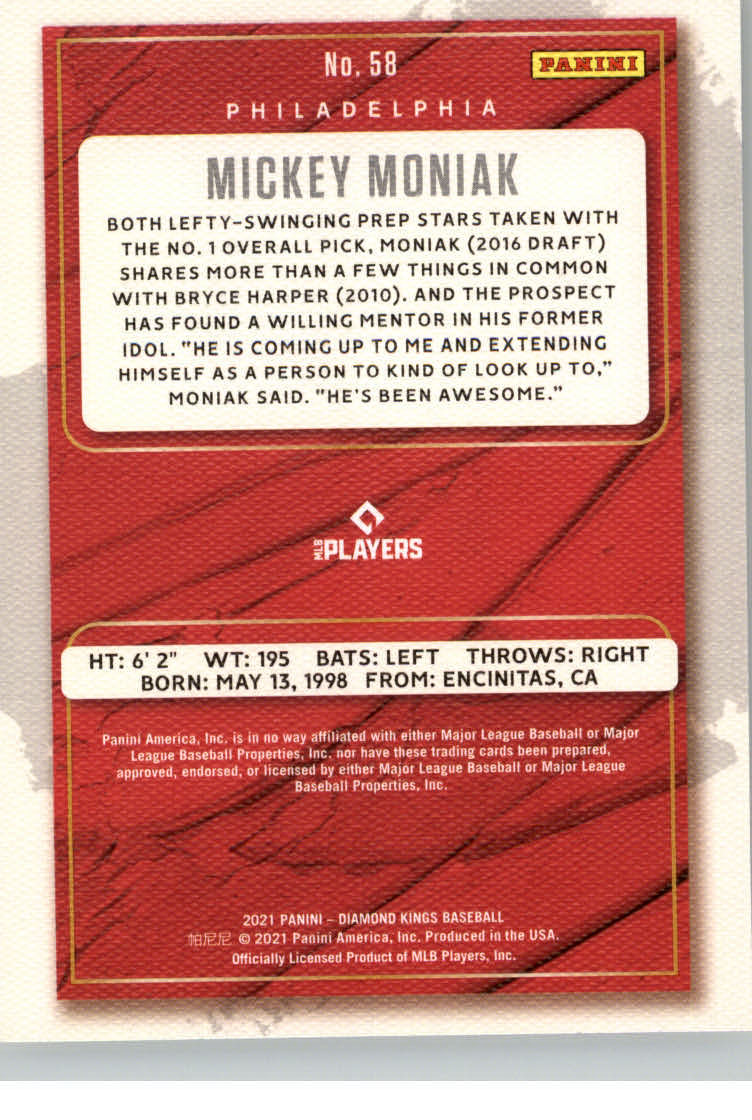 No. 58
PANINI
PHILADELPHIA
MICKEY MONIAK
BOTH LEFTY-SWINGING PREP STARS TAKEN WITH
THE NO. 1 OVERALL PICK, MONIAK (2016 DRAFT)
SHARES MORE THAN A FEW THINGS IN COMMON
WITH BRYCE HARPER (2010). AND THE PROSPECT
HAS FOUND A WILLING MENTOR IN HIS FORMER
IDOL. "HE IS COMING UP TO ME AND EXTENDING
HIMSELF AS A PERSON TO KIND OF LOOK UP TO,"
MONIAK SAID. "HE'S BEEN AWESOME."
MLB PLAYERS
HT: 6' 2" WT: 195 BATS: LEFT THROWS: RIGHT
BORN: MAY 13, 1998 FROM: ENCINITAS, CA
Panini America, Inc. is in no way affiliated with either Major League Baseball or Major
League Baseball Properties, Inc. nor have these trading cards been prepared,
approved, endorsed, or licensed by either Major League Baseball or Major League
Baseball Properties, Inc.
2021 PANINI – DIAMOND KINGS BASEBALL
帕尼尼 © 2021 Panini America, Inc. Produced in the USA.
Officially Licensed Product of MLB Players, Inc.